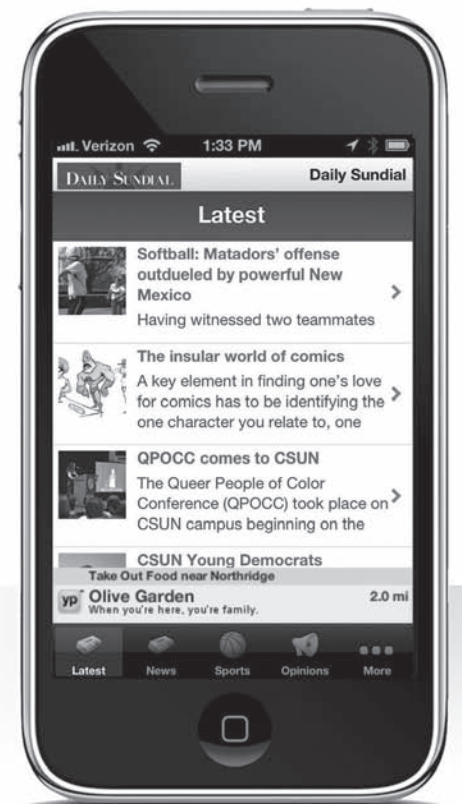 Verizon 1:33 PM
DAILY SUNDIAL Daily Sundial
Latest
Softball: Matadors' offense
outdueled by powerful New
Mexico
Having witnessed two teammates
The insular world of comics
A key element in finding one's love
for comics has to be identifying the
one character you relate to, one
QPOCC comes to CSUN
The Queer People of Color
Conference (QPOCC) took place on
CSUN campus beginning on the
CSUN Young Democrats
Take Out Food near Northridge
yp Olive Garden 2.0 mi
When you're here, you're family.
Latest News Sports Opinions More